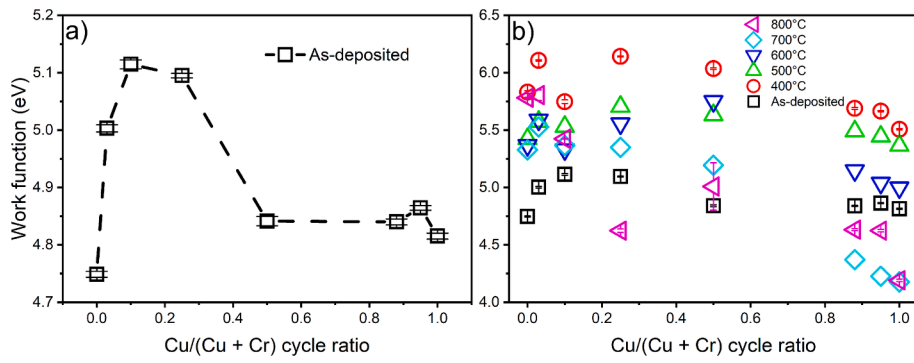 a)
As-deposited
Work function (eV)
5.2
5.1
5.0
4.9
4.8
4.7
0.0 0.2 0.4 0.6 0.8 1.0
Cu/(Cu + Cr) cycle ratio
b)
800°C
700°C
600°C
500°C
400°C
As-deposited
6.5
6.0
5.5
5.0
4.5
4.0
0.0 0.2 0.4 0.6 0.8 1.0
Cu/(Cu + Cr) cycle ratio